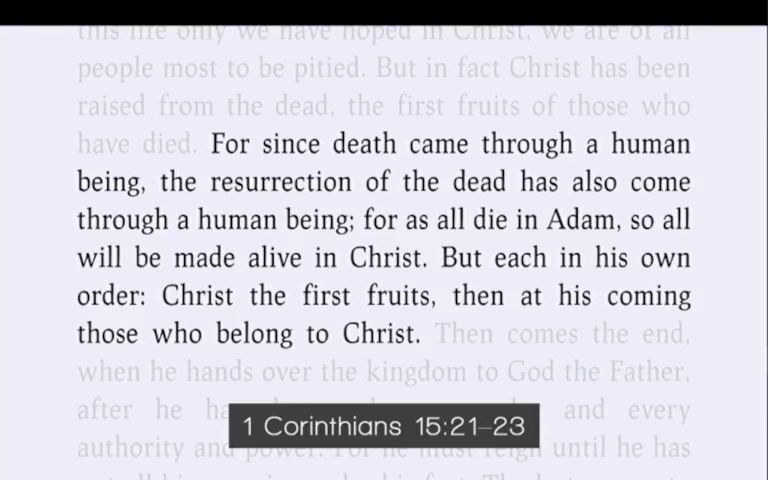 this life only we have hoped in Christ, we are of all
people most to be pitied. But in fact Christ has been
raised from the dead, the first fruits of those who
have died. For since death came through a human
being, the resurrection of the dead has also come
through a human being; for as all die in Adam, so all
will be made alive in Christ. But each in his own
order: Christ the first fruits, then at his coming
those who belong to Christ. Then comes the end,
when he hands over the kingdom to God the Father,
after he and every
authority and power. For he must reign until he has
1 Corinthians 15:21–23